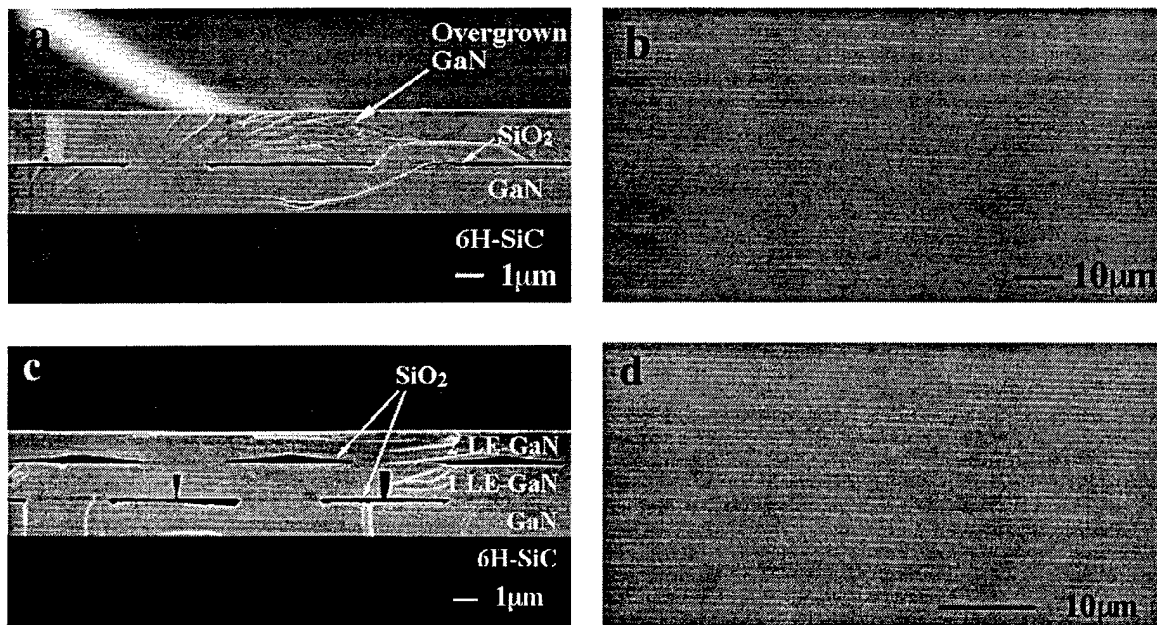 a
Overgrown
GaN
SiO₂
GaN
6H-SiC
1µm
b
10µm
c
SiO₂
2 LE-GaN
1 LE-GaN
GaN
6H-SiC
1µm
d
10µm